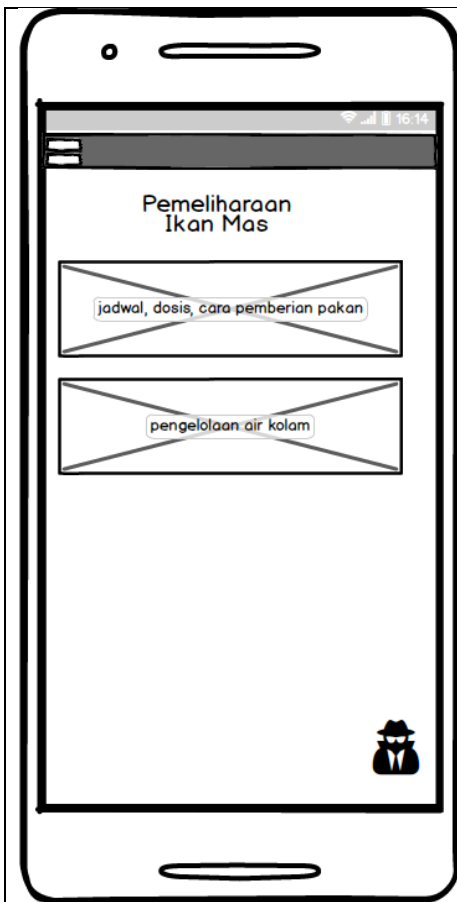 16:14
Pemeliharaan
Ikan Mas
jadwal, dosis, cara pemberian pakan
pengelolaan air kolam